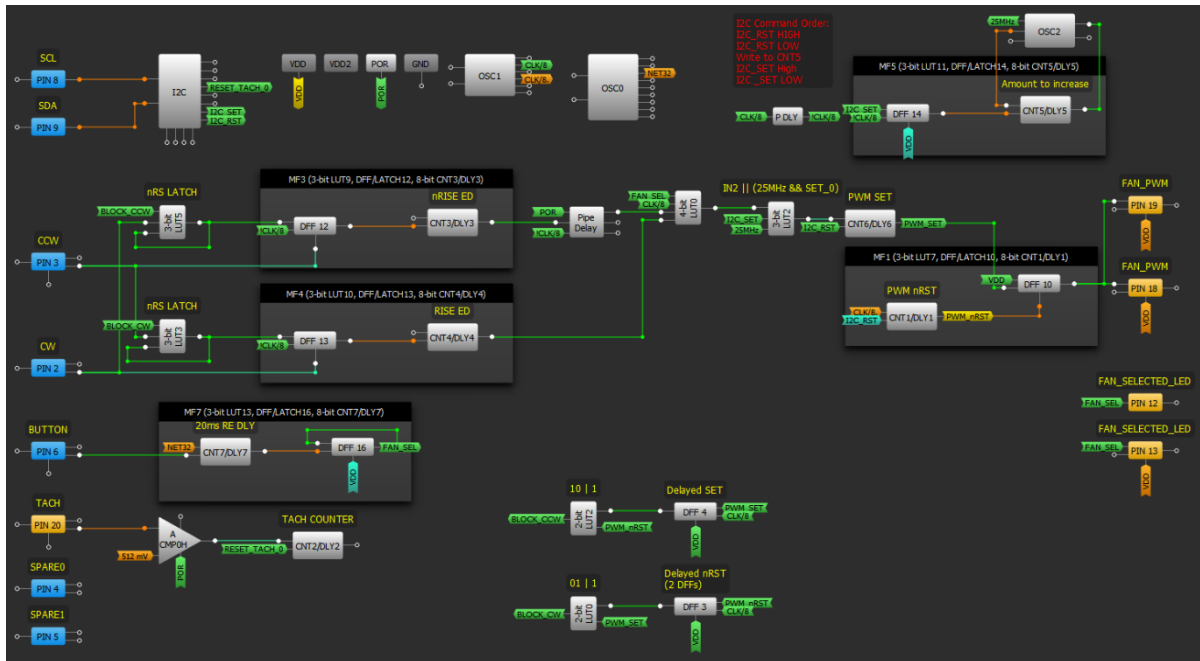 I2C Command Order:
I2C_RST HIGH
I2C_RST LOW
Write to CNT5
I2C_SET High
I2C _SET LOW
25MHz
OSC2
SCL
PIN 8
SDA
PIN 9
I2C
RESET_TACH_0
I2C_SET
I2C_RST
VDD
VDD2
POR
GND
VDD
POR
OSC1
CLK/8
CLK/8
OSC0
NET32
MF5 (3-bit LUT11, DFF/LATCH14, 8-bit CNT5/DLY5)
Amount to increase
CLK/8
P DLY
!CLK/8
I2C_SET
!CLK/8
DFF 14
CNT5/DLY5
VDD
nRS LATCH
BLOCK_CCW
3-bit LUT5
MF3 (3-bit LUT9, DFF/LATCH12, 8-bit CNT3/DLY3)
nRISE ED
!CLK/8
DFF 12
CNT3/DLY3
POR
!CLK/8
Pipe
Delay
FAN_SEL
CLK/8
4-bit LUT0
IN2 || (25MHz && SET_0)
I2C_SET
25MHz
3-bit LUT2
I2C_RST
PWM SET
CNT6/DLY6
PWM_SET
FAN_PWM
PIN 19
VDD
CCW
PIN 3
MF1 (3-bit LUT7, DFF/LATCH10, 8-bit CNT1/DLY1)
VDD
DFF 10
PWM nRST
CLK/8
I2C_RST
CNT1/DLY1
PWM_nRST
FAN_PWM
PIN 18
VDD
nRS LATCH
BLOCK_CW
3-bit LUT3
MF4 (3-bit LUT10, DFF/LATCH13, 8-bit CNT4/DLY4)
RISE ED
!CLK/8
DFF 13
CNT4/DLY4
CW
PIN 2
FAN_SELECTED_LED
FAN_SEL
PIN 12
FAN_SELECTED_LED
FAN_SEL
PIN 13
VDD
MF7 (3-bit LUT13, DFF/LATCH16, 8-bit CNT7/DLY7)
20ms RE DLY
BUTTON
PIN 6
NET32
CNT7/DLY7
DFF 16
FAN_SEL
VDD
TACH
PIN 20
512 mV
A
CMP0H
POR
TACH COUNTER
RESET_TACH_0
CNT2/DLY2
10 | 1
BLOCK_CCW
2-bit LUT2
PWM_nRST
Delayed SET
DFF 4
PWM_SET
CLK/8
VDD
SPARE0
PIN 4
SPARE1
PIN 5
01 | 1
BLOCK_CW
2-bit LUT0
PWM_SET
Delayed nRST
(2 DFFs)
DFF 3
PWM_nRST
CLK/8
VDD